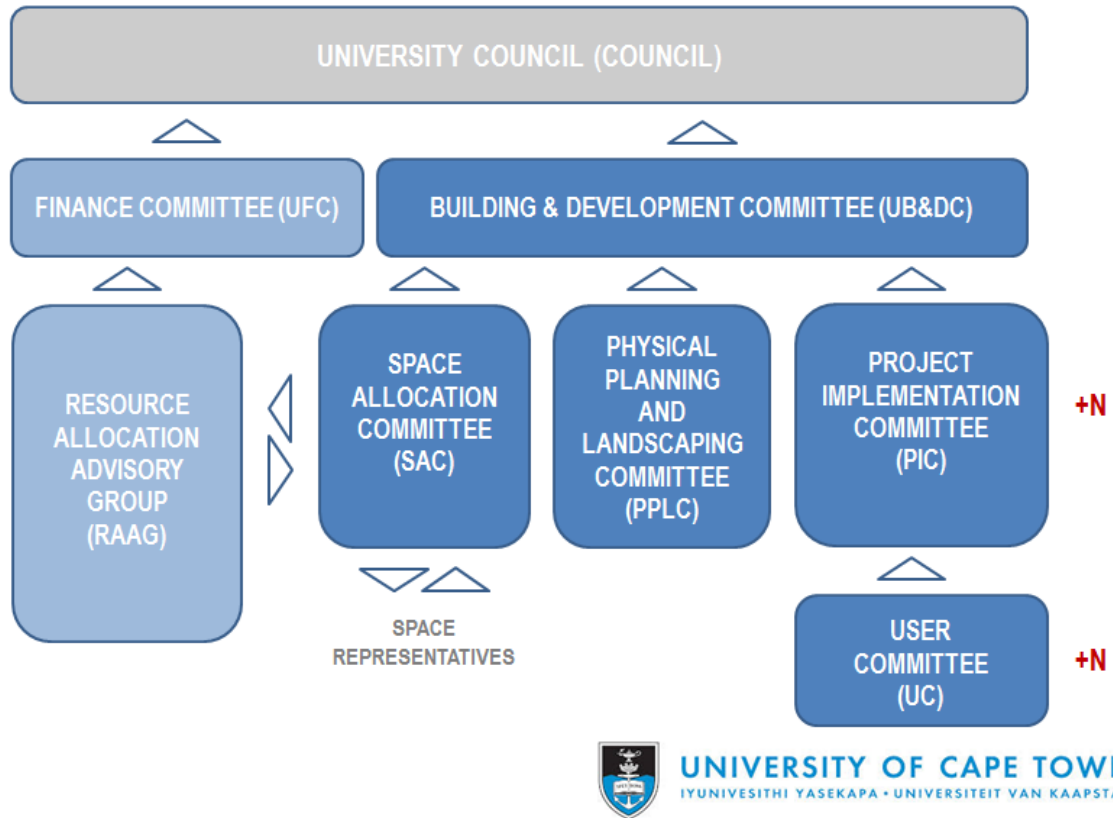 UNIVERSITY COUNCIL (COUNCIL)
FINANCE COMMITTEE (UFC)
BUILDING & DEVELOPMENT COMMITTEE (UB&DC)
RESOURCE
ALLOCATION
ADVISORY
GROUP
(RAAG)
SPACE
ALLOCATION
COMMITTEE
(SAC)
PHYSICAL
PLANNING
AND
LANDSCAPING
COMMITTEE
(PPLC)
PROJECT
IMPLEMENTATION
COMMITTEE
(PIC)
+N
SPACE
REPRESENTATIVES
USER
COMMITTEE
(UC)
+N
UNIVERSITY OF CAPE TOW
IYUNIVESITHI YASEKAPA • UNIVERSITEIT VAN KAAPST